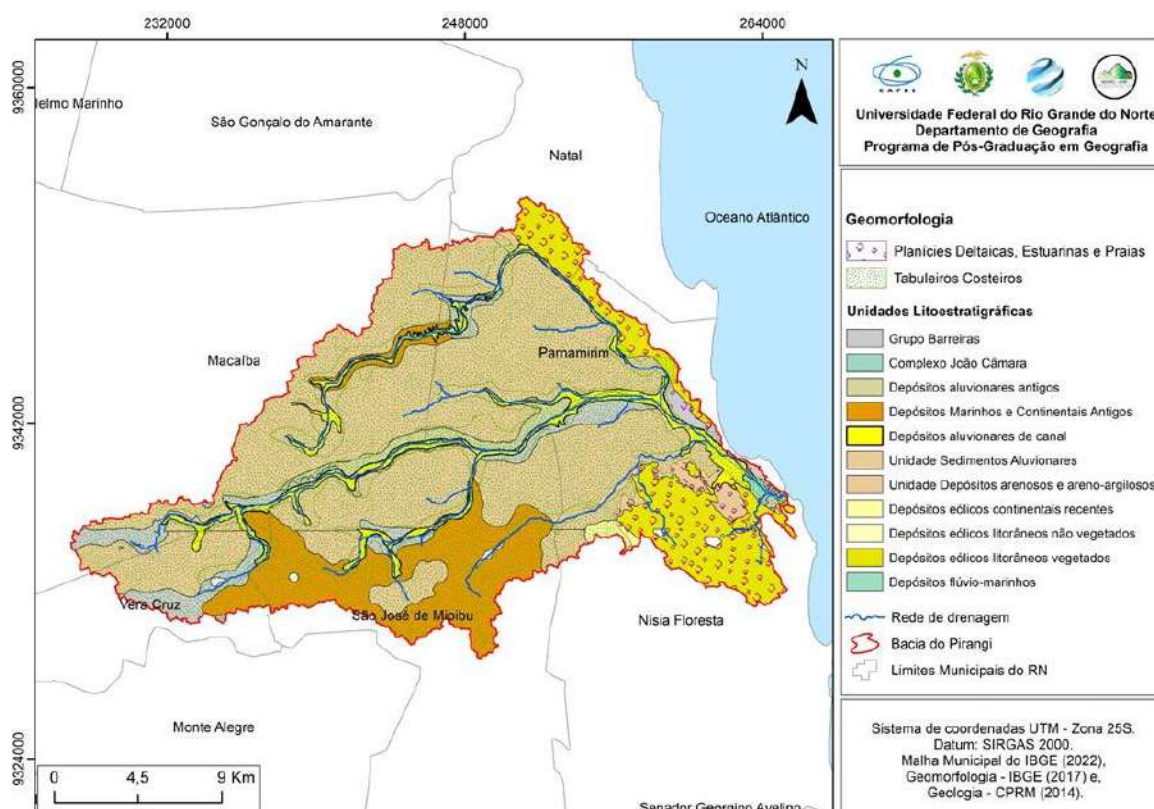 232000
248000
264000
9360000
9342000
9324000
elmo Marinho
São Gonçalo do Amarante
Natal
N
Oceano Atlântico
Macaíba
Parnamirim
Vera Cruz
São José de Mipibu
Nísia Floresta
Monte Alegre
Senador Georgino Avelino
0 4,5 9 Km
CAPES
Universidade Federal do Rio Grande do Norte
Departamento de Geografia
Programa de Pós-Graduação em Geografia
Geomorfologia
Planícies Deltaicas, Estuarinas e Praias
Tabuleiros Costeiros
Unidades Litoestratigráficas
Grupo Barreiras
Complexo João Câmara
Depósitos aluvionares antigos
Depósitos Marinhos e Continentais Antigos
Depósitos aluvionares de canal
Unidade Sedimentos Aluvionares
Unidade Depósitos arenosos e areno-argilosos
Depósitos eólicos continentais recentes
Depósitos eólicos litorâneos não vegetados
Depósitos eólicos litorâneos vegetados
Depósitos flúvio-marinhos
Rede de drenagem
Bacia do Pirangi
Limites Municipais do RN
Sistema de coordenadas UTM - Zona 25S.
Datum: SIRGAS 2000.
Malha Municipal do IBGE (2022),
Geomorfologia - IBGE (2017) e,
Geologia - CPRM (2014).